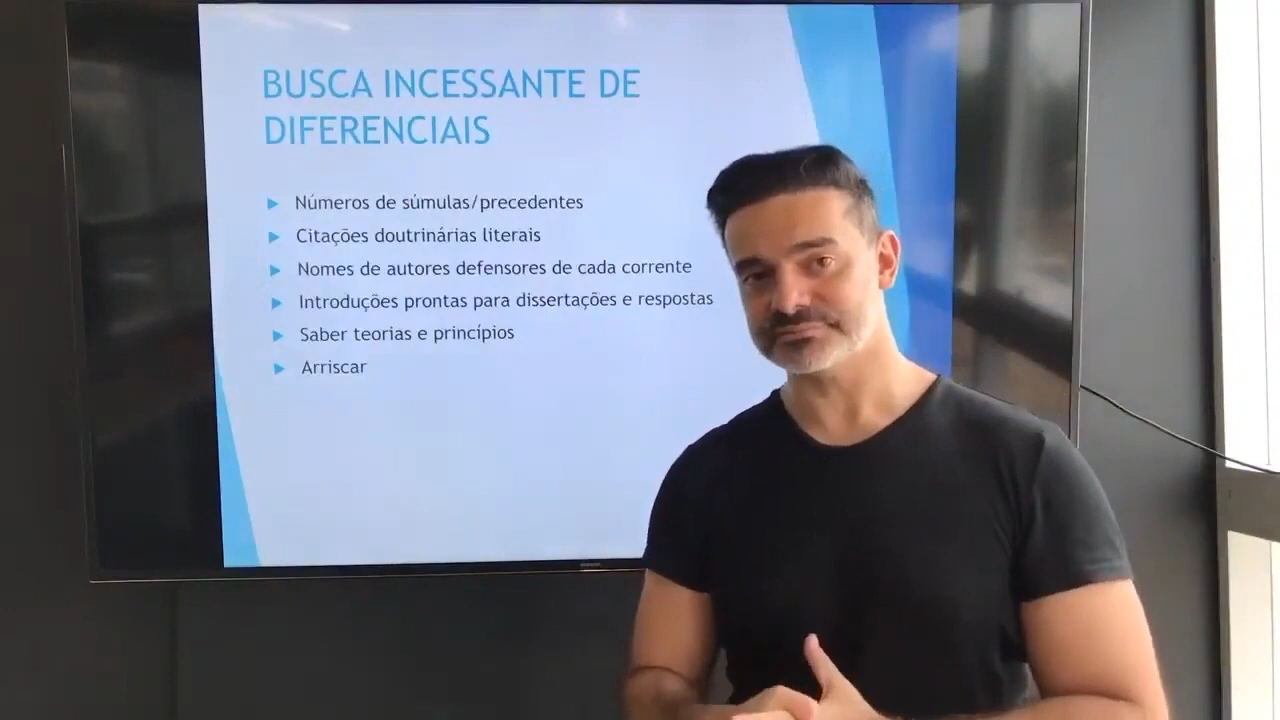 BUSCA INCESSANTE DE
DIFERENCIAIS
Números de súmulas/precedentes
Citações doutrinárias literais
Nomes de autores defensores de cada corrente
Introduções prontas para dissertações e respostas
Saber teorias e princípios
Arriscar